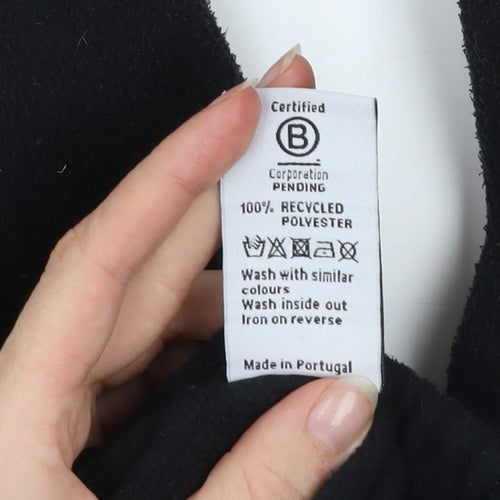 Certified
B
Corporation
PENDING
100% RECYCLED
POLYESTER
Wash with similar
colours
Wash inside out
Iron on reverse
Made in Portugal